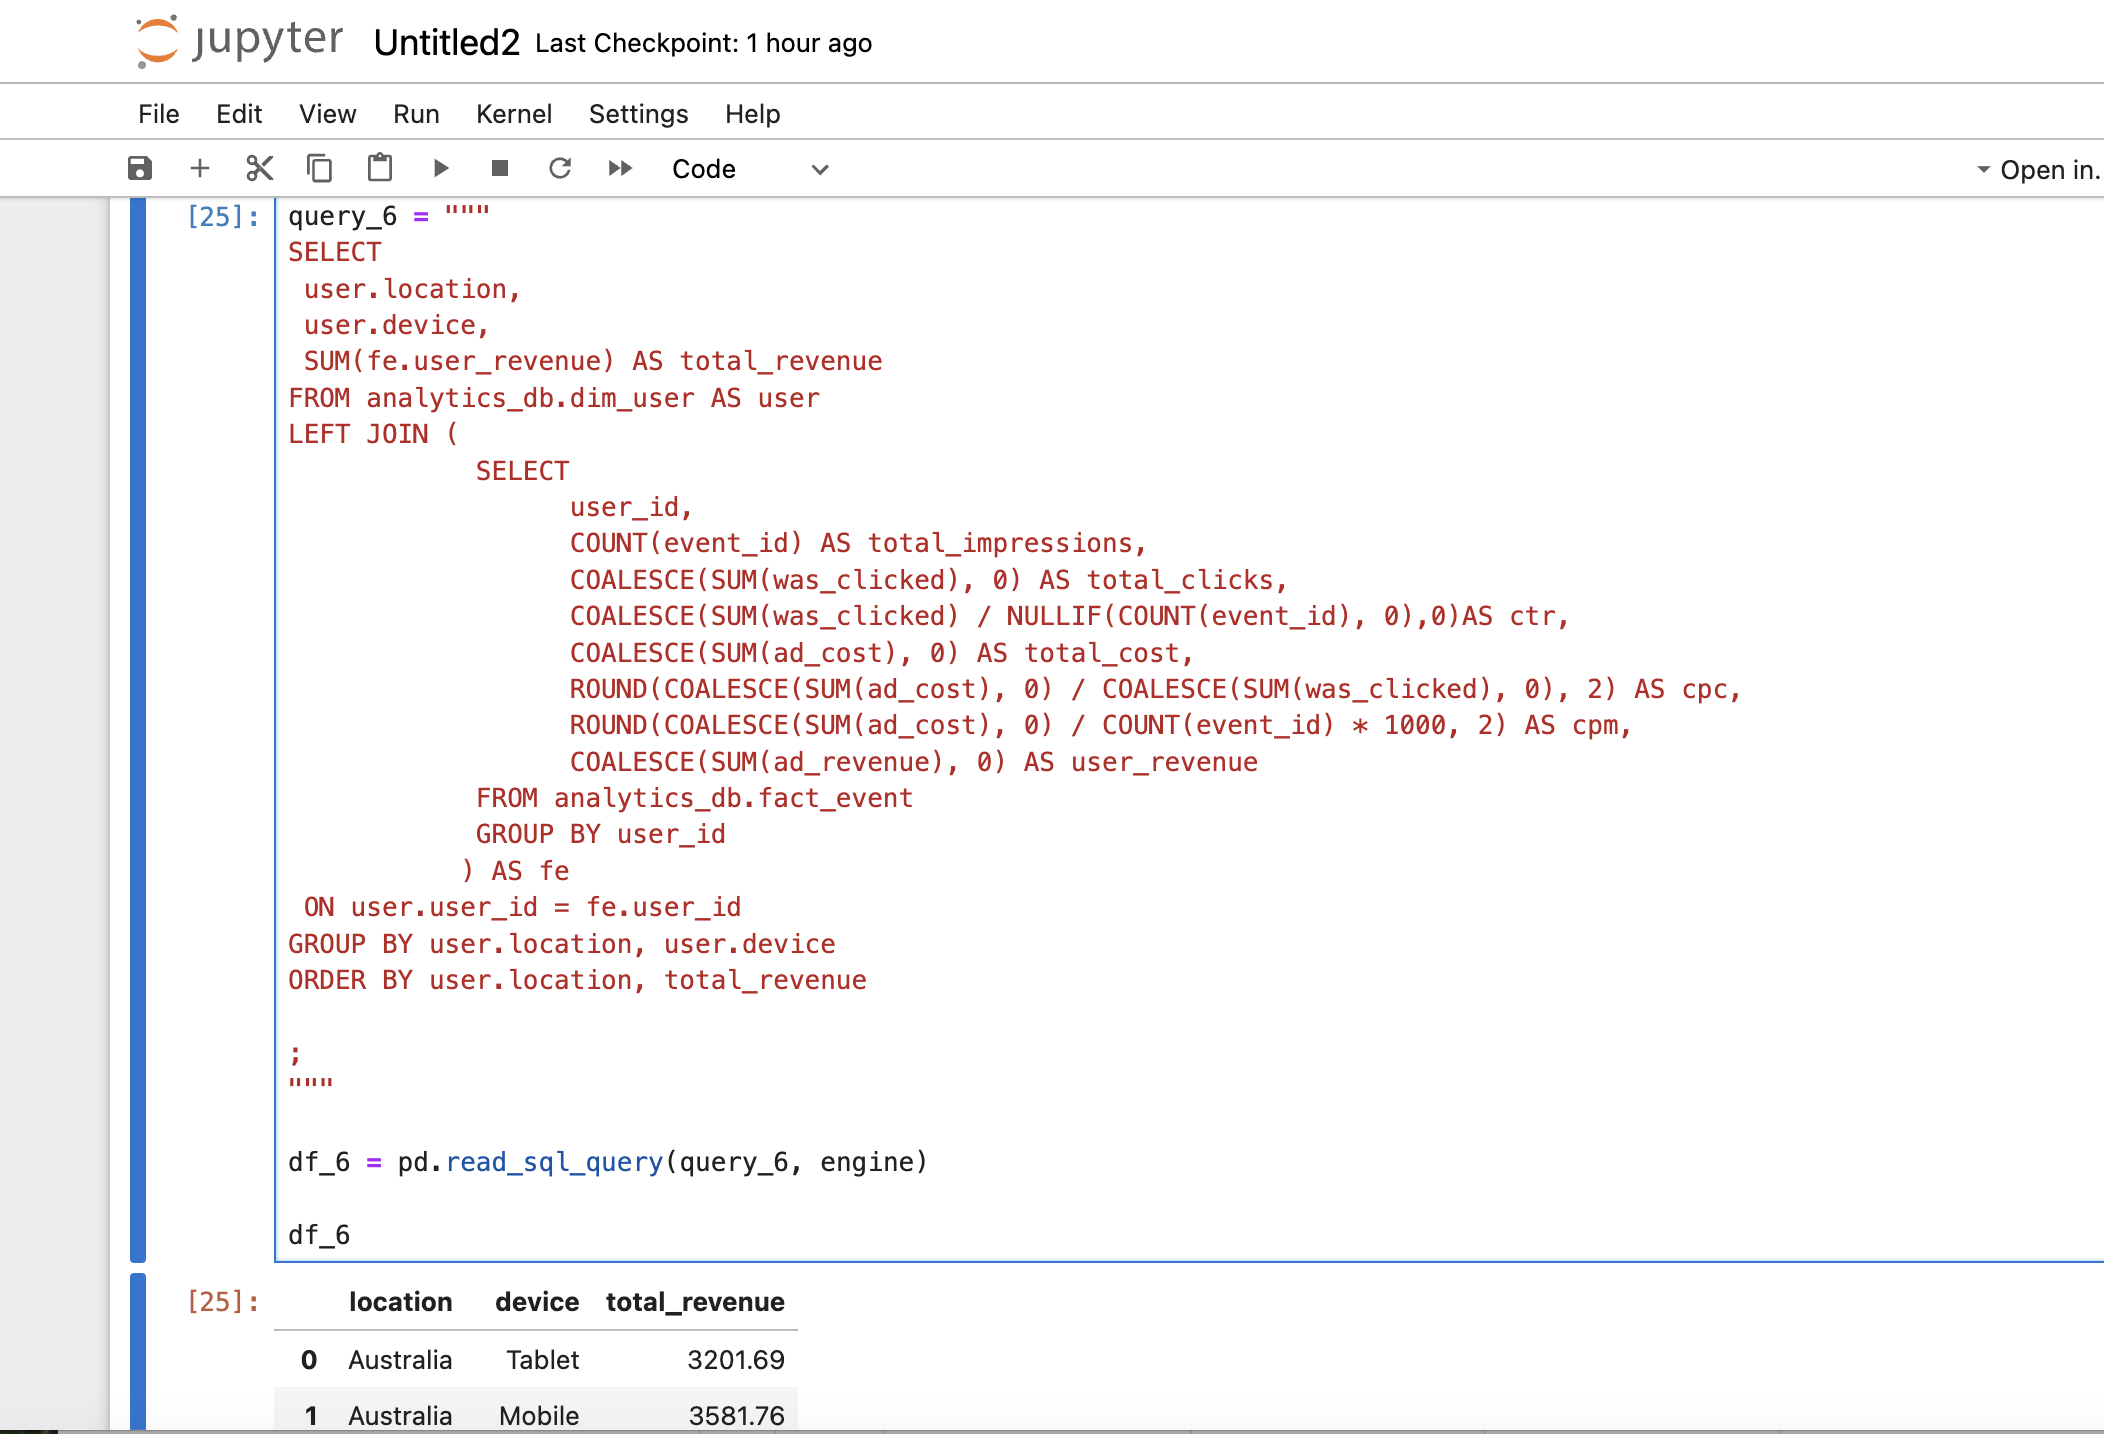 jupyter Untitled2 Last Checkpoint: 1 hour ago
File Edit View Run Kernel Settings Help
Code Open in.
[25]: query_6 = """
SELECT
 user.location,
 user.device,
 SUM(fe.user_revenue) AS total_revenue
FROM analytics_db.dim_user AS user
LEFT JOIN (
            SELECT
                  user_id,
                  COUNT(event_id) AS total_impressions,
                  COALESCE(SUM(was_clicked), 0) AS total_clicks,
                  COALESCE(SUM(was_clicked) / NULLIF(COUNT(event_id), 0),0)AS ctr,
                  COALESCE(SUM(ad_cost), 0) AS total_cost,
                  ROUND(COALESCE(SUM(ad_cost), 0) / COALESCE(SUM(was_clicked), 0), 2) AS cpc,
                  ROUND(COALESCE(SUM(ad_cost), 0) / COUNT(event_id) * 1000, 2) AS cpm,
                  COALESCE(SUM(ad_revenue), 0) AS user_revenue
            FROM analytics_db.fact_event
            GROUP BY user_id
           ) AS fe
 ON user.user_id = fe.user_id
GROUP BY user.location, user.device
ORDER BY user.location, total_revenue
;
"""
df_6 = pd.read_sql_query(query_6, engine)
df_6
[25]: location device total_revenue
0 Australia Tablet 3201.69
1 Australia Mobile 3581.76